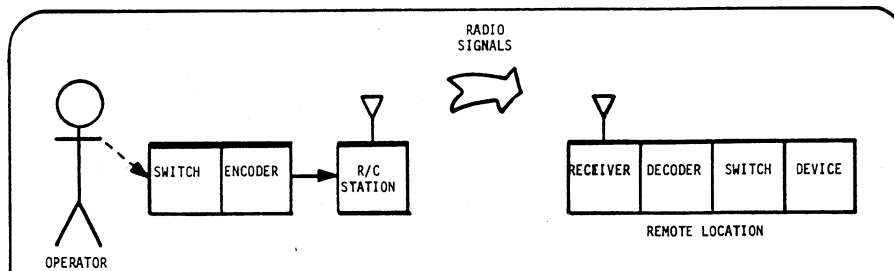 RADIO
SIGNALS
SWITCH
ENCODER
R/C
STATION
RECEIVER
DECODER
SWITCH
DEVICE
REMOTE LOCATION
OPERATOR